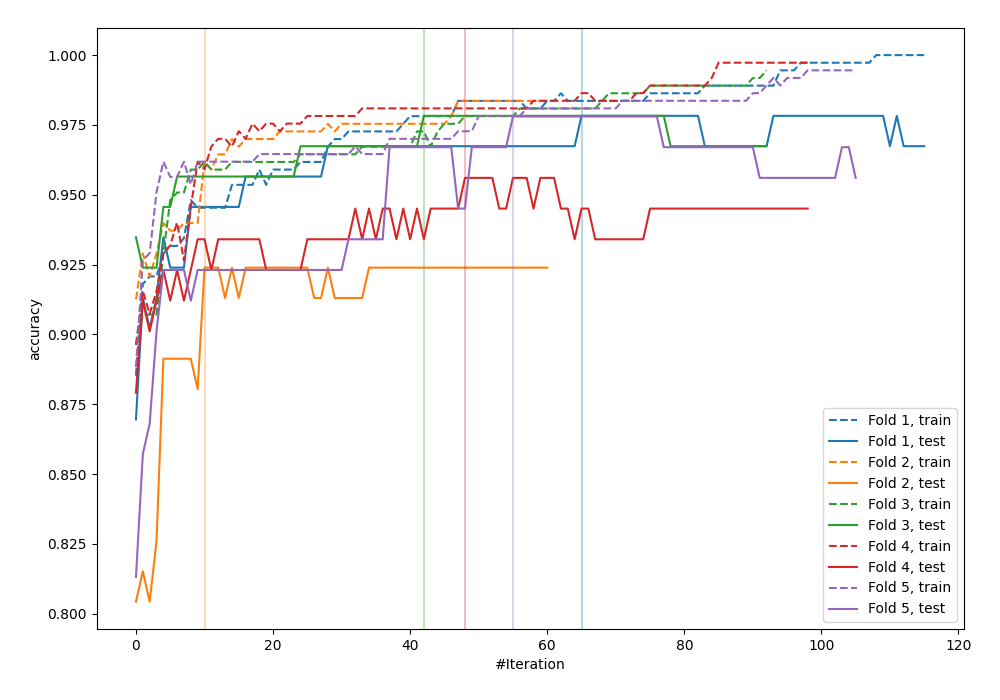 1.000
0.975
0.950
0.925
0.900
0.875
0.850
0.825
0.800
accuracy
0
20
40
60
80
100
120
#Iteration
Fold 1, train
Fold 1, test
Fold 2, train
Fold 2, test
Fold 3, train
Fold 3, test
Fold 4, train
Fold 4, test
Fold 5, train
Fold 5, test